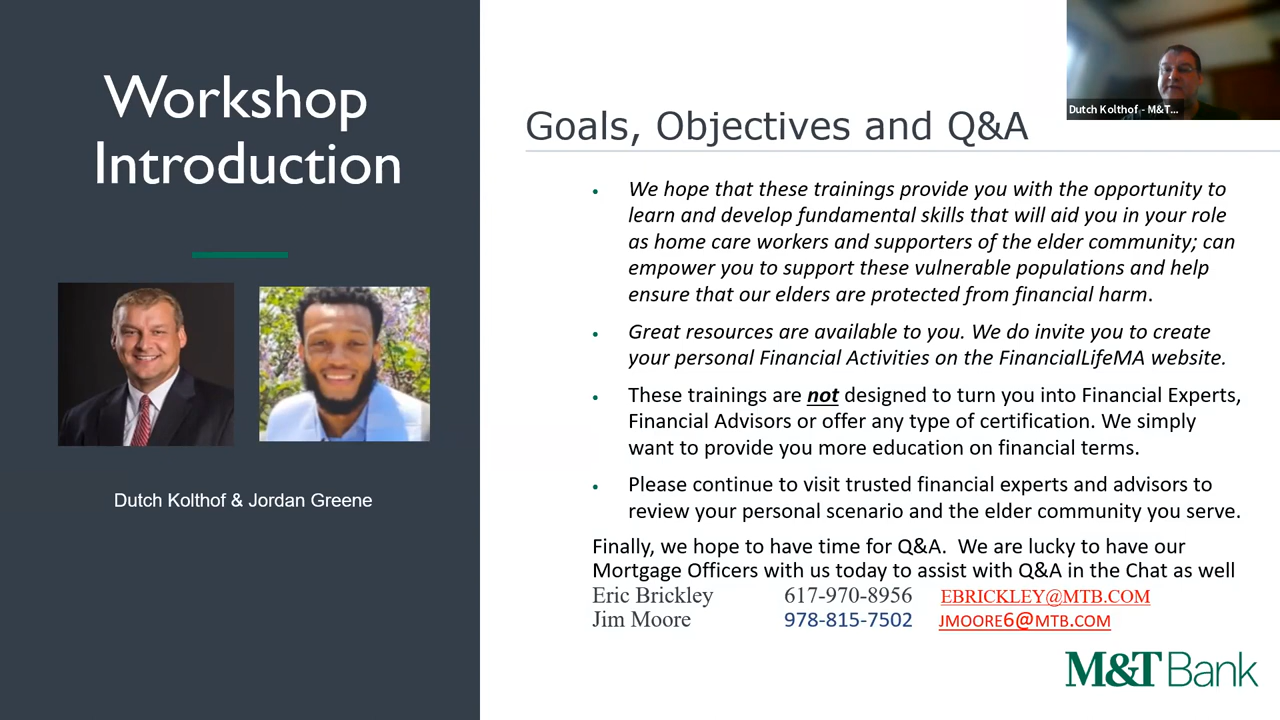 Workshop
Introduction
Dutch Kolthof & Jordan Greene
Dutch Kolthof - M&T...
Goals, Objectives and Q&A
• We hope that these trainings provide you with the opportunity to
learn and develop fundamental skills that will aid you in your role
as home care workers and supporters of the elder community; can
empower you to support these vulnerable populations and help
ensure that our elders are protected from financial harm.
• Great resources are available to you. We do invite you to create
your personal Financial Activities on the FinancialLifeMA website.
• These trainings are not designed to turn you into Financial Experts,
Financial Advisors or offer any type of certification. We simply
want to provide you more education on financial terms.
• Please continue to visit trusted financial experts and advisors to
review your personal scenario and the elder community you serve.
Finally, we hope to have time for Q&A. We are lucky to have our
Mortgage Officers with us today to assist with Q&A in the Chat as well
Eric Brickley 617-970-8956 EBRICKLEY@MTB.COM
Jim Moore 978-815-7502 JMOORE6@MTB.COM
M&T Bank